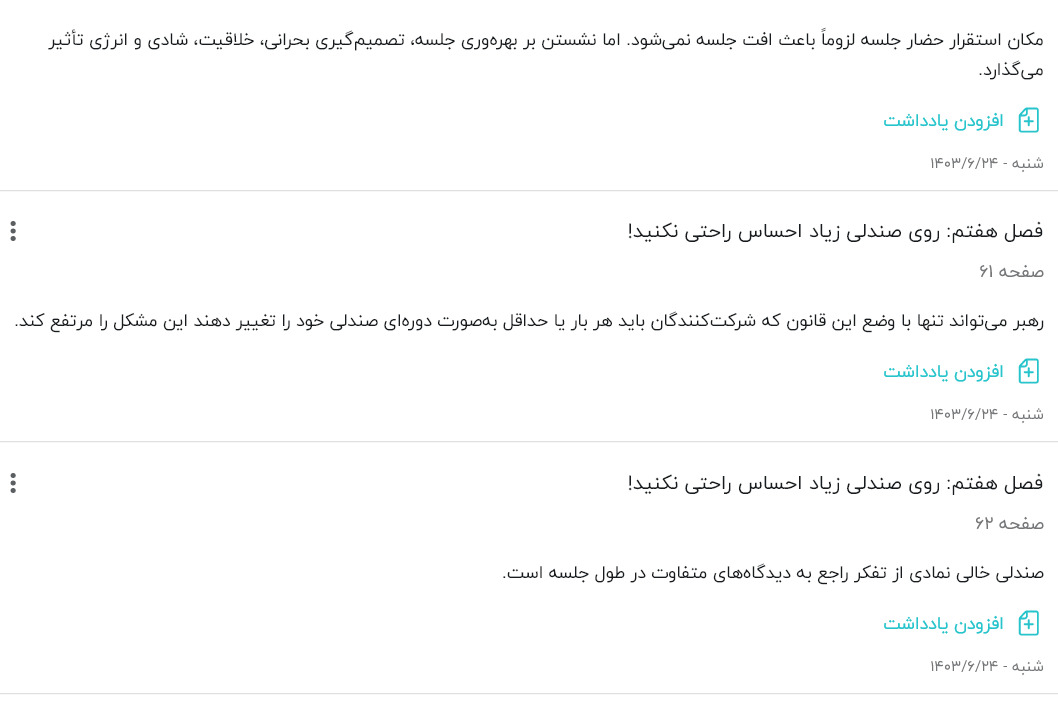 مکان استقرار حضار جلسه لزوماً باعث افت جلسه نمی‌شود. اما نشستن بر بهره‌وری جلسه، تصمیم‌گیری بحرانی، خلاقیت، شادی و انرژی تأثیر
می‌گذارد.
افزودن یادداشت
شنبه - ۱۴۰۳/۶/۲۴
فصل هفتم: روی صندلی زیاد احساس راحتی نکنید!
صفحه ۶۱
رهبر می‌تواند تنها با وضع این قانون که شرکت‌کنندگان باید هر بار یا حداقل به‌صورت دوره‌ای صندلی خود را تغییر دهند این مشکل را مرتفع کند.
افزودن یادداشت
شنبه - ۱۴۰۳/۶/۲۴
فصل هفتم: روی صندلی زیاد احساس راحتی نکنید!
صفحه ۶۲
صندلی خالی نمادی از تفکر راجع به دیدگاه‌های متفاوت در طول جلسه است.
افزودن یادداشت
شنبه - ۱۴۰۳/۶/۲۴